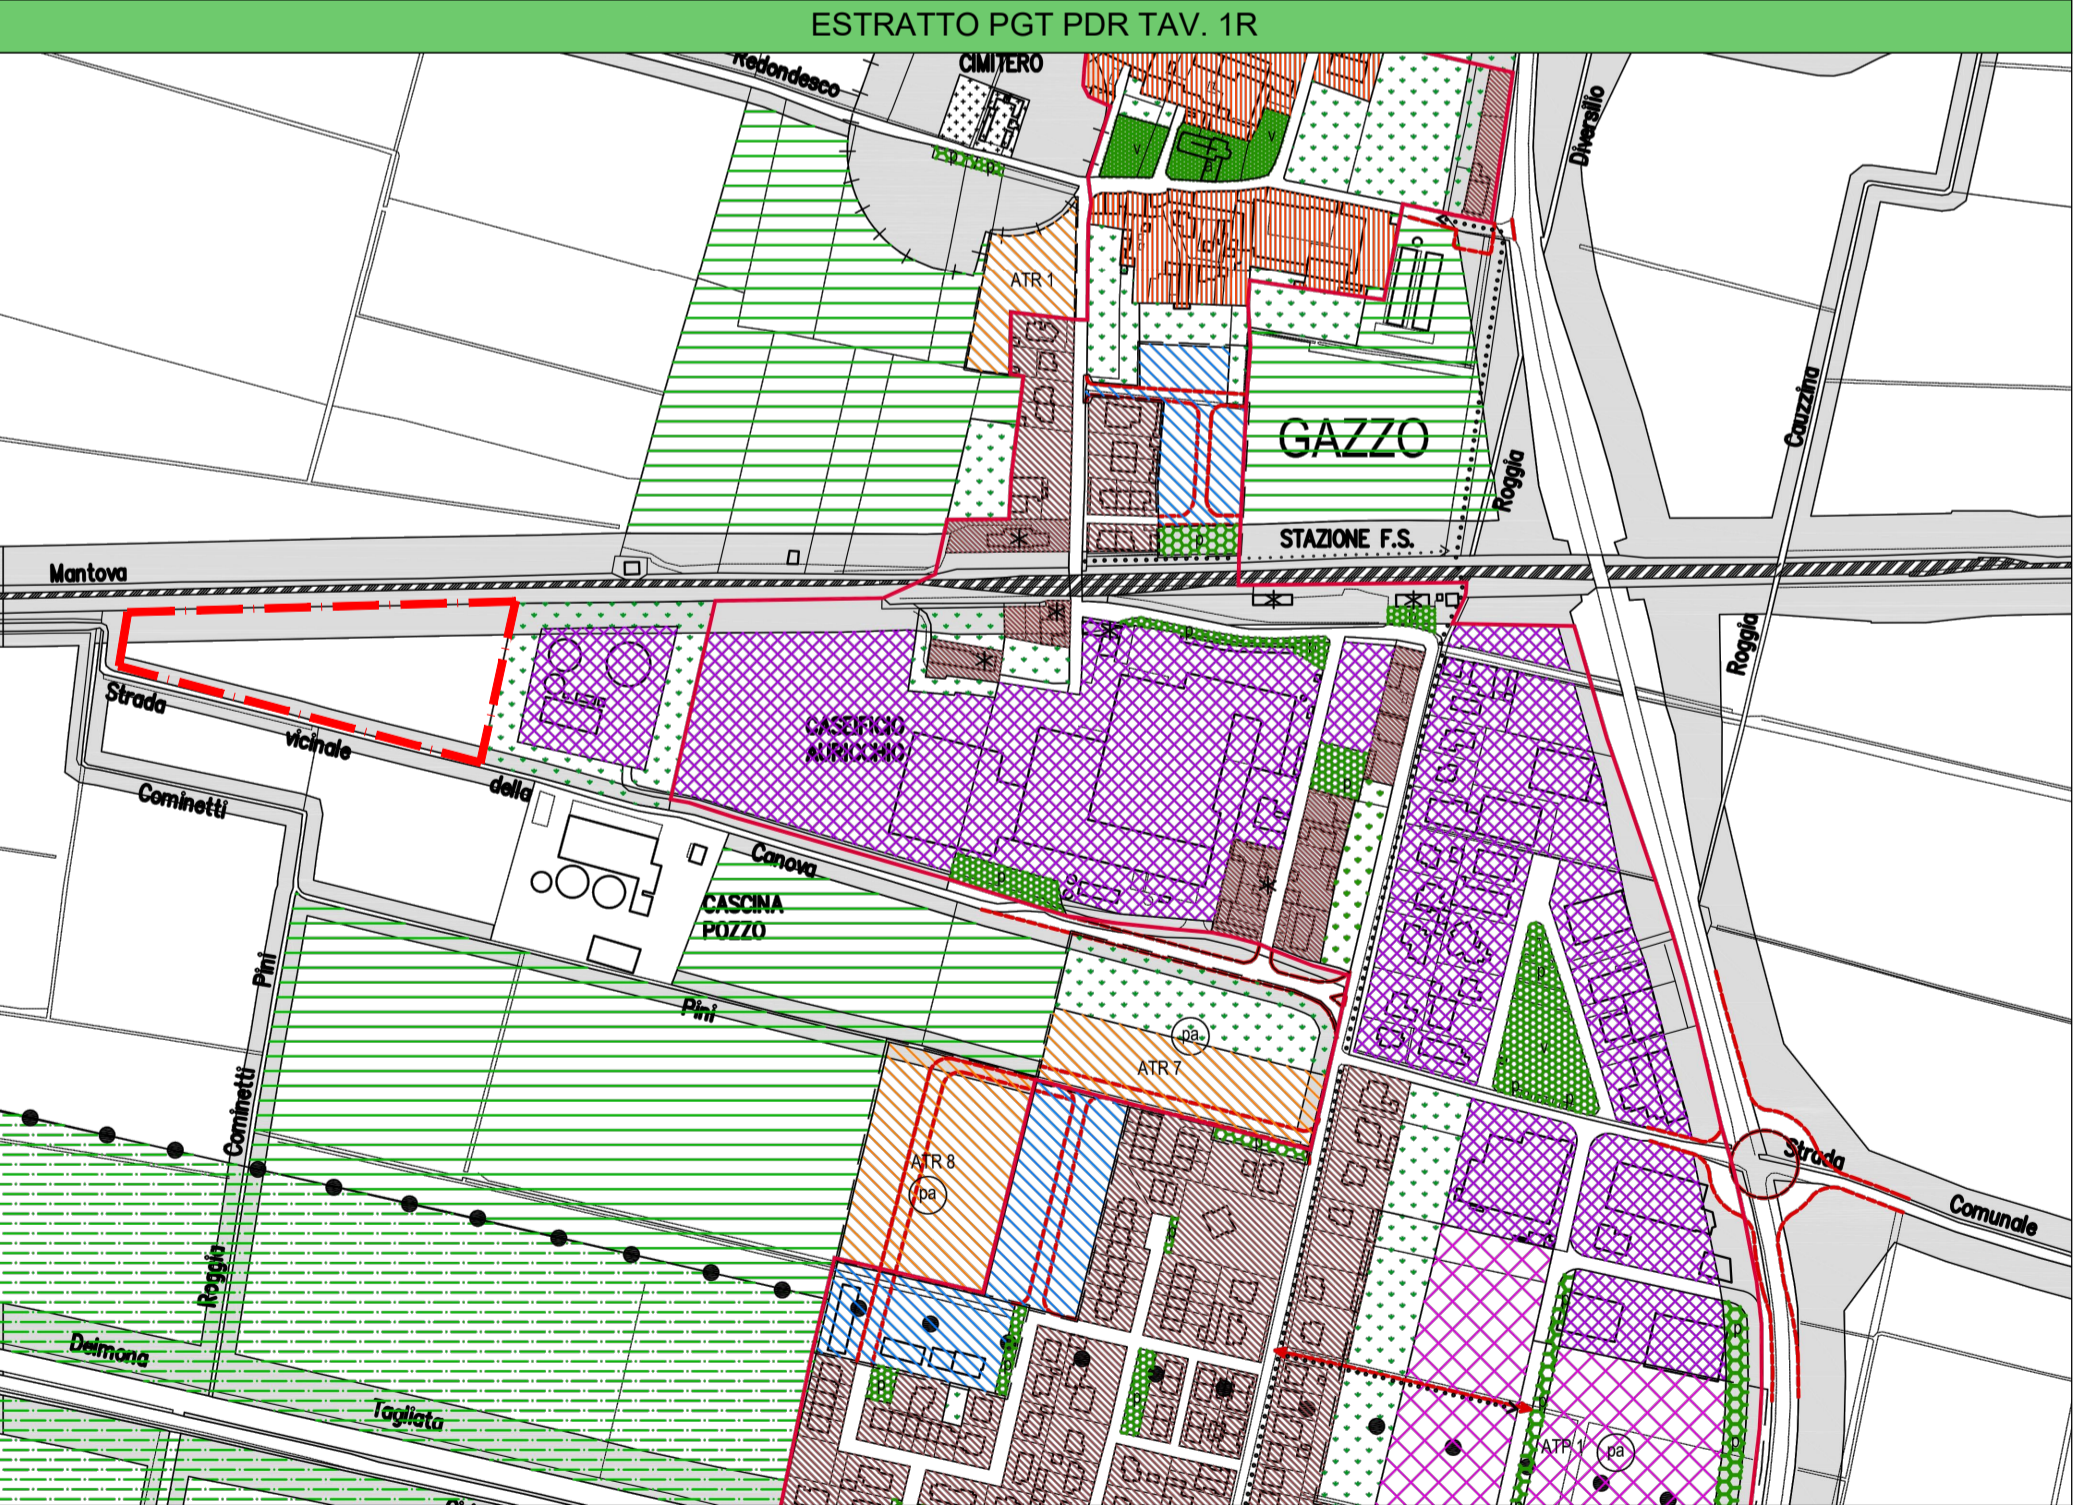 ESTRATTO PGT PDR TAV. 1R
Redondesco
CIMITERO
Diversilio
p
p
v
v
ATR 1
Cauzzina
GAZZO
Roggia
p
STAZIONE F.S.
Mantova
Roggia
p
Strada
vicinale
della
CASEIFICIO
AURICCHIO
Cominetti
p
Canova
p
CASCINA
POZZO
Pini
p
Pini
pa
ATR 7
v
p
p
Cominetti
ATR 8
pa
Strada
Comunale
p
Roggia
p
p
Deimona
p
p
p
Tagliata
ATP 1
pa
p